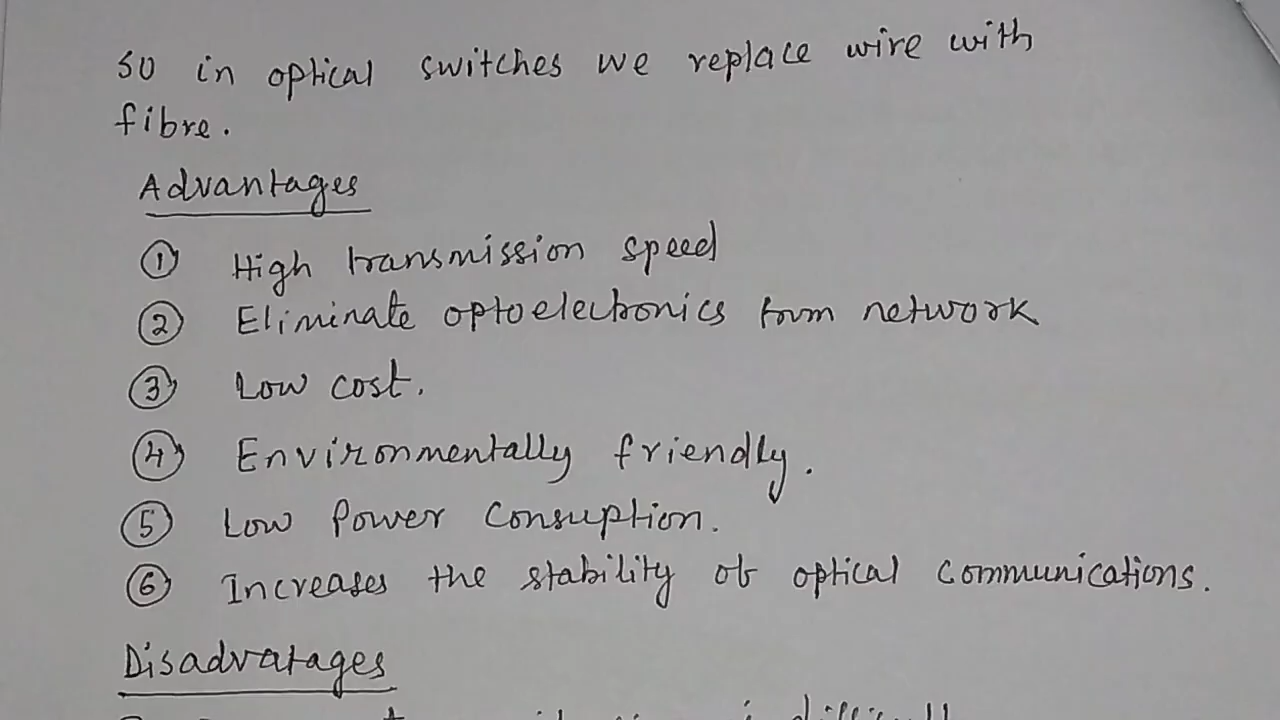 So in optical switches we replace wire with
fibre.
Advantages
① High transmission speed
② Eliminate optoelectronics form network
③ Low cost.
④ Environmentally friendly.
⑤ Low Power Consuption.
⑥ Increases the stability of optical communications.
Disadvatages